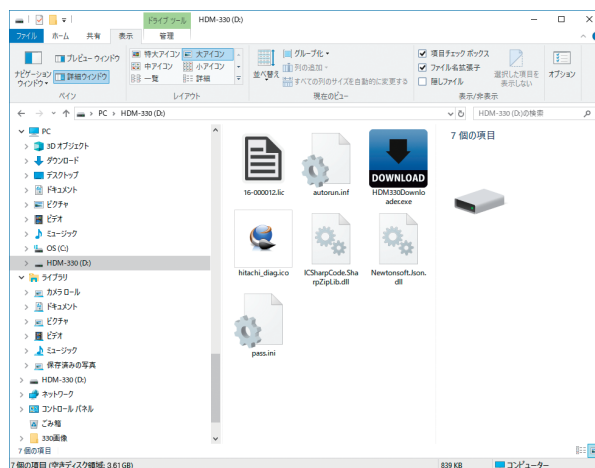 ドライブ ツール HDM-330 (D:)
ファイル ホーム 共有 表示 管理
プレビュー ウィンドウ
詳細ウィンドウ
ナビゲーション
ウィンドウ
ペイン
特大アイコン 大アイコン
中アイコン 小アイコン
一覧 詳細
レイアウト
並べ替え
グループ化
列の追加
すべての列のサイズを自動的に変更する
現在のビュー
項目チェック ボックス
ファイル名拡張子
隠しファイル
選択した項目を
表示しない
表示/非表示
オプション
PC > HDM-330 (D:)
HDM-330 (D:)の検索
PC
3D オブジェクト
ダウンロード
デスクトップ
ドキュメント
ピクチャ
ビデオ
ミュージック
OS (C:)
HDM-330 (D:)
ライブラリ
カメラ ロール
ドキュメント
ピクチャ
ビデオ
ミュージック
保存済みの写真
HDM-330 (D:)
ネットワーク
コントロール パネル
ごみ箱
330画像
DOWNLOAD
16-000012.lic
autorun.inf
HDM330Downlo
ader.exe
hitachi_diag.ico
ICSharpCode.Sha
rpZipLib.dll
Newtonsoft.Json.
dll
pass.ini
7 個の項目
7 個の項目
7 個の項目 (空きディスク領域: 3.61 GB)
839 KB
コンピューター